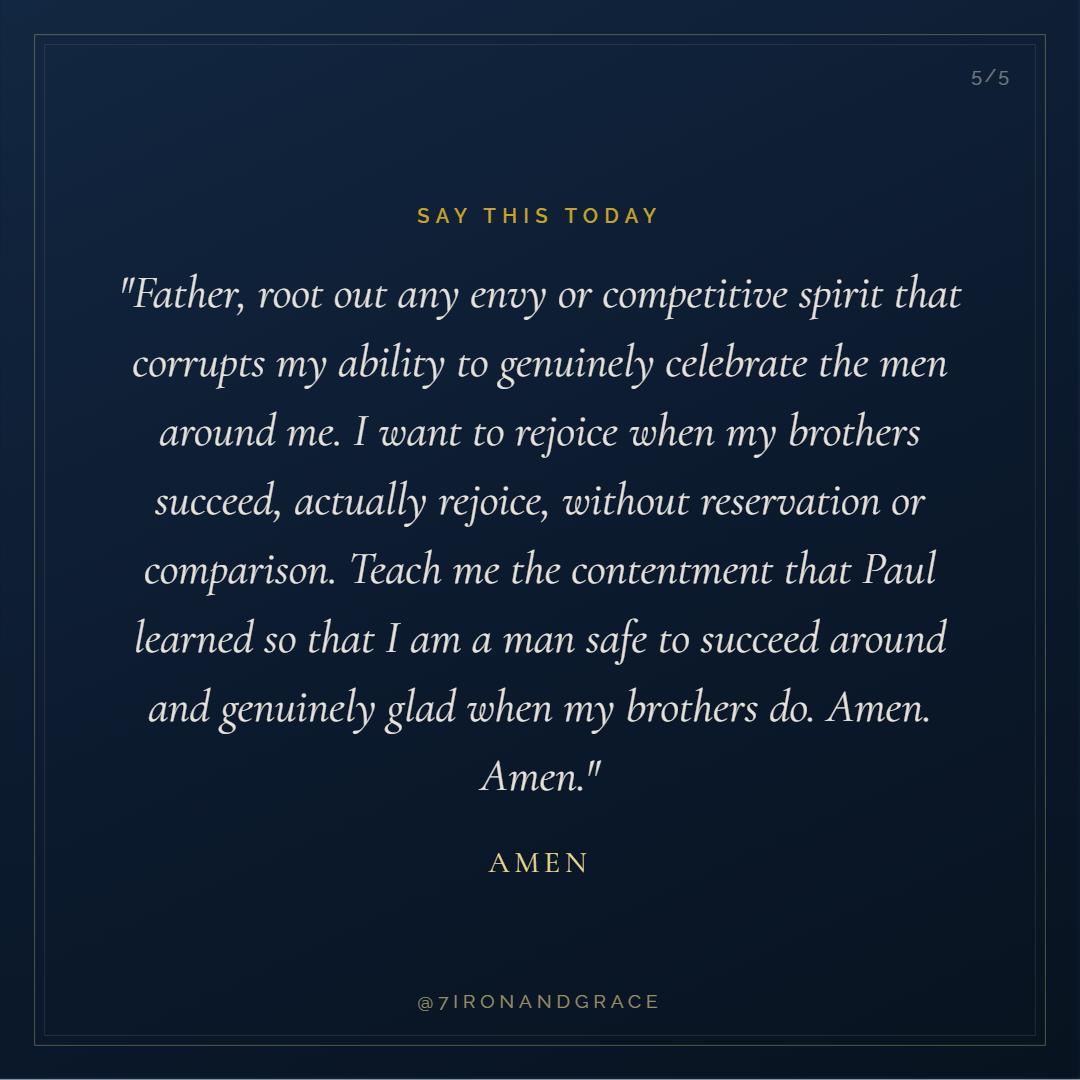 5/5
SAY THIS TODAY
"Father, root out any envy or competitive spirit that
corrupts my ability to genuinely celebrate the men
around me. I want to rejoice when my brothers
succeed, actually rejoice, without reservation or
comparison. Teach me the contentment that Paul
learned so that I am a man safe to succeed around
and genuinely glad when my brothers do. Amen.
Amen."
AMEN
@7IRONANDGRACE